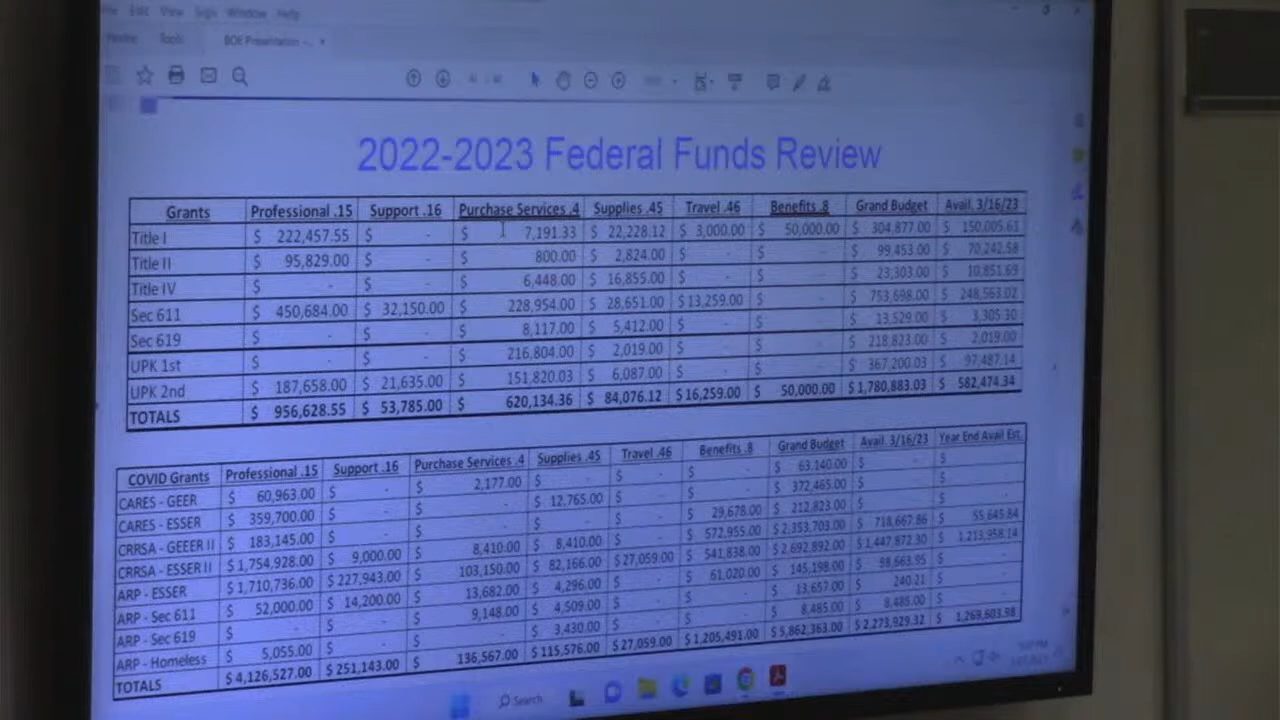 Edit View Sign Window Help
Home Tools BOE Presentation -...
2022-2023 Federal Funds Review
Grants Professional .15 Support .16 Purchase Services .4 Supplies .45 Travel .46 Benefits .8 Grand Budget Avail. 3/16/23
Title I $ 222,457.55 $ - $ 7,191.33 $ 22,228.12 $ 3,000.00 $ 50,000.00 $ 304,877.00 $ 150,005.61
Title II $ 95,829.00 $ - $ 800.00 $ 2,824.00 $ - $ - $ 99,453.00 $ 70,242.58
Title IV $ - $ - $ 6,448.00 $ 16,855.00 $ - $ - $ 23,303.00 $ 10,851.69
Sec 611 $ 450,684.00 $ 32,150.00 $ 228,954.00 $ 28,651.00 $ 13,259.00 $ - $ 753,698.00 $ 248,563.02
Sec 619 $ - $ - $ 8,117.00 $ 5,412.00 $ - $ - $ 13,529.00 $ 3,305.30
UPK 1st $ - $ - $ 216,804.00 $ 2,019.00 $ - $ - $ 218,823.00 $ 2,019.00
UPK 2nd $ 187,658.00 $ 21,635.00 $ 151,820.03 $ 6,087.00 $ - $ - $ 367,200.03 $ 97,487.14
TOTALS $ 956,628.55 $ 53,785.00 $ 620,134.36 $ 84,076.12 $ 16,259.00 $ 50,000.00 $ 1,780,883.03 $ 582,474.34
COVID Grants Professional .15 Support .16 Purchase Services .4 Supplies .45 Travel .46 Benefits .8 Grand Budget Avail. 3/16/23 Year End Avail Est.
CARES - GEER $ 60,963.00 $ - $ 2,177.00 $ - $ - $ - $ 63,140.00 $ - $ -
CARES - ESSER $ 359,700.00 $ - $ - $ 12,765.00 $ - $ - $ 372,465.00 $ - $ -
CRRSA - GEEER II $ 183,145.00 $ - $ - $ - $ - $ 29,678.00 $ 212,823.00 $ - $ -
CRRSA - ESSER II $ 1,754,928.00 $ 9,000.00 $ 8,410.00 $ 8,410.00 $ - $ 572,955.00 $ 2,353,703.00 $ 718,667.86 $ 55,645.84
ARP - ESSER $ 1,710,736.00 $ 227,943.00 $ 103,150.00 $ 82,166.00 $ 27,059.00 $ 541,838.00 $ 2,692,892.00 $ 1,447,872.30 $ 1,213,958.14
ARP - Sec 611 $ 52,000.00 $ 14,200.00 $ 13,682.00 $ 4,296.00 $ - $ 61,020.00 $ 145,198.00 $ 98,663.95 $ -
ARP - Sec 619 $ - $ - $ 9,148.00 $ 4,509.00 $ - $ - $ 13,657.00 $ 240.21 $ -
ARP - Homeless $ 5,055.00 $ - $ - $ 3,430.00 $ - $ - $ 8,485.00 $ 8,485.00 $ -
TOTALS $ 4,126,527.00 $ 251,143.00 $ 136,567.00 $ 115,576.00 $ 27,059.00 $ 1,205,491.00 $ 5,862,363.00 $ 2,273,929.32 $ 1,269,603.98
Search